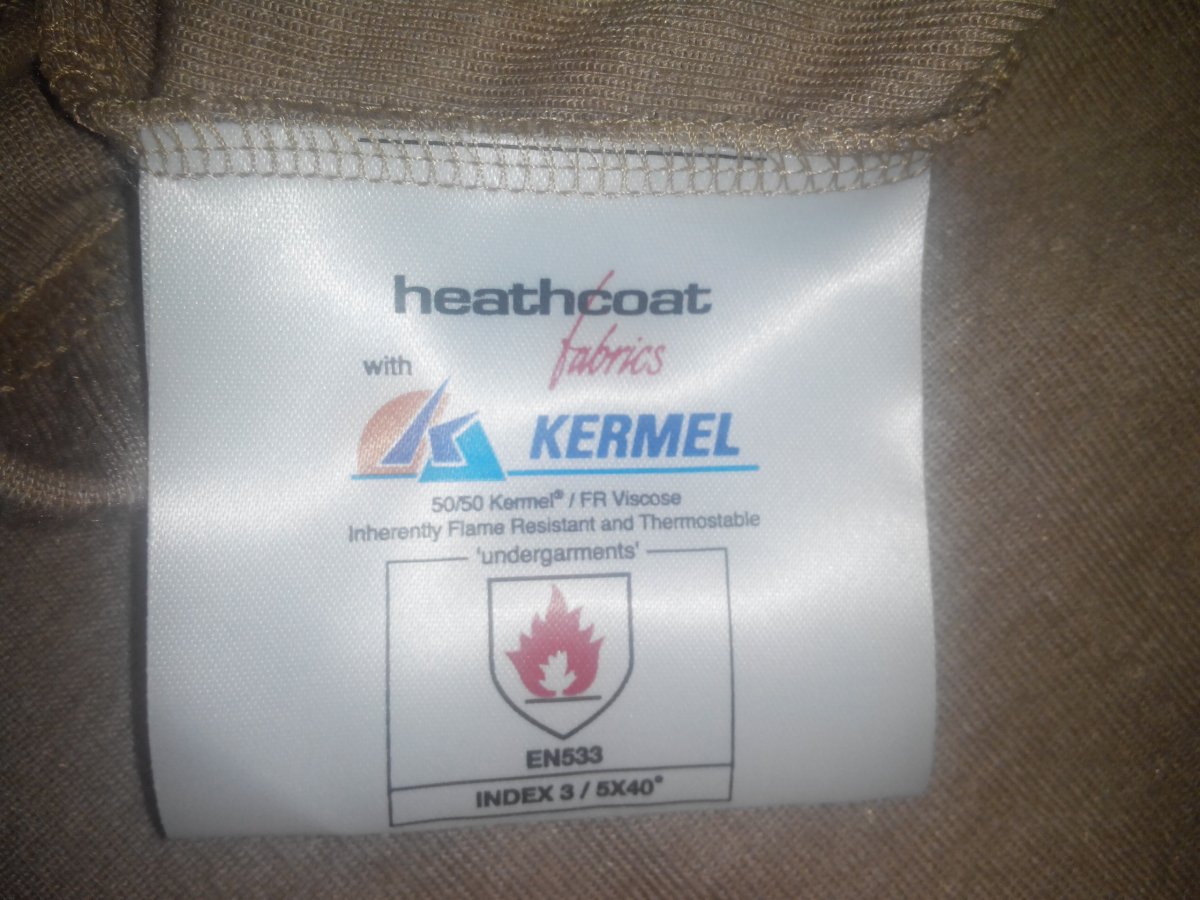 heathcoat
fabrics
with
KERMEL
50/50 Kermel® / FR Viscose
Inherently Flame Resistant and Thermostable
'undergarments'
EN533
INDEX 3 / 5X40°